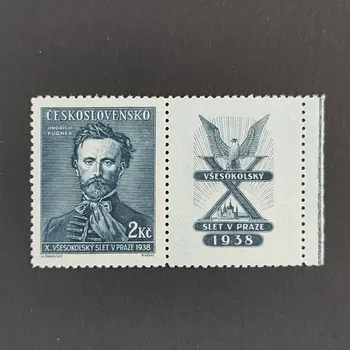 ČESKOSLOVENSKO
JINDŘICH
FÜGNER
2Kč
X. VŠESOKOLSKÝ SLET V PRAZE 1938
VŠESOKOLSKÝ
X
SLET V PRAZE
1938